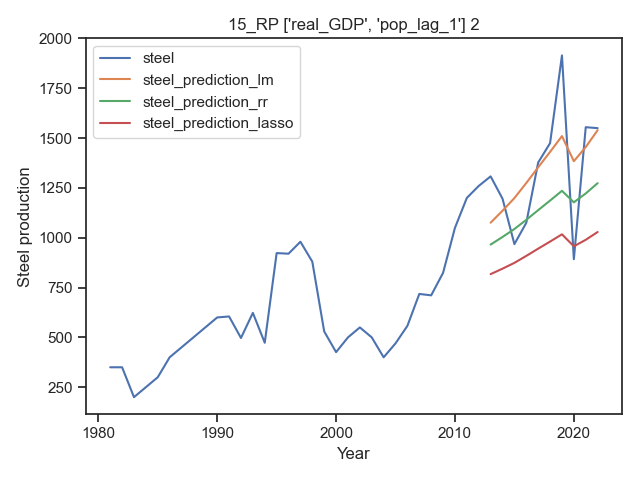 15_RP ['real_GDP', 'pop_lag_1'] 2
steel
steel_prediction_lm
steel_prediction_rr
steel_prediction_lasso
Steel production
2000
1750
1500
1250
1000
750
500
250
1980
1990
2000
2010
2020
Year